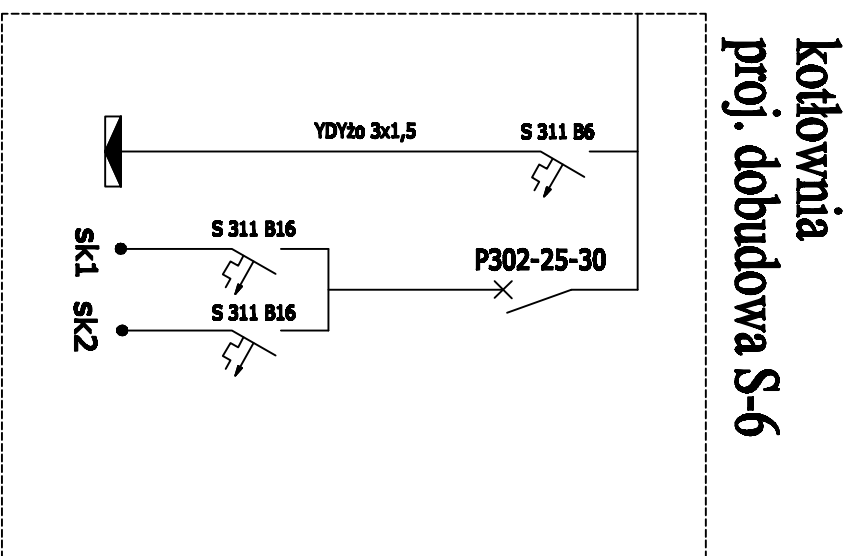 kotłownia
proj. dobudowa S-6
YDYżo 3x1,5
S 311 B6
S 311 B16
P302-25-30
sk1
S 311 B16
sk2